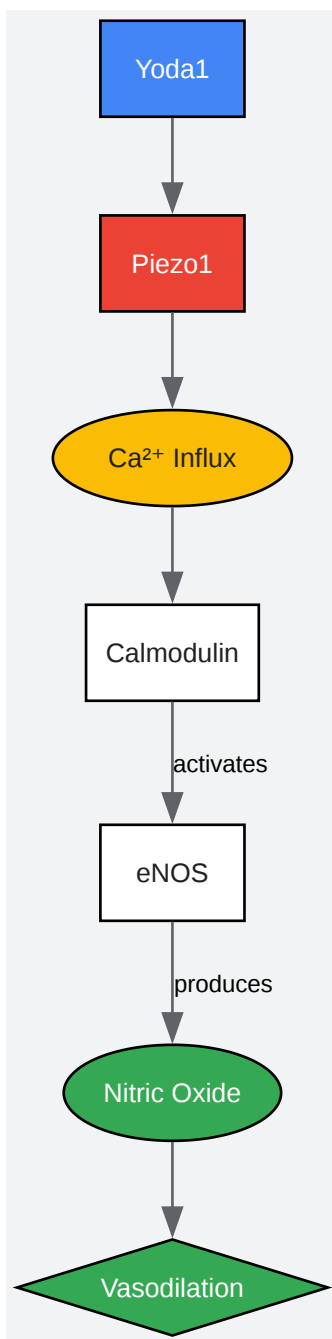 Yoda1
Piezo1
Ca²⁺ Influx
Calmodulin
activates
eNOS
produces
Nitric Oxide
Vasodilation